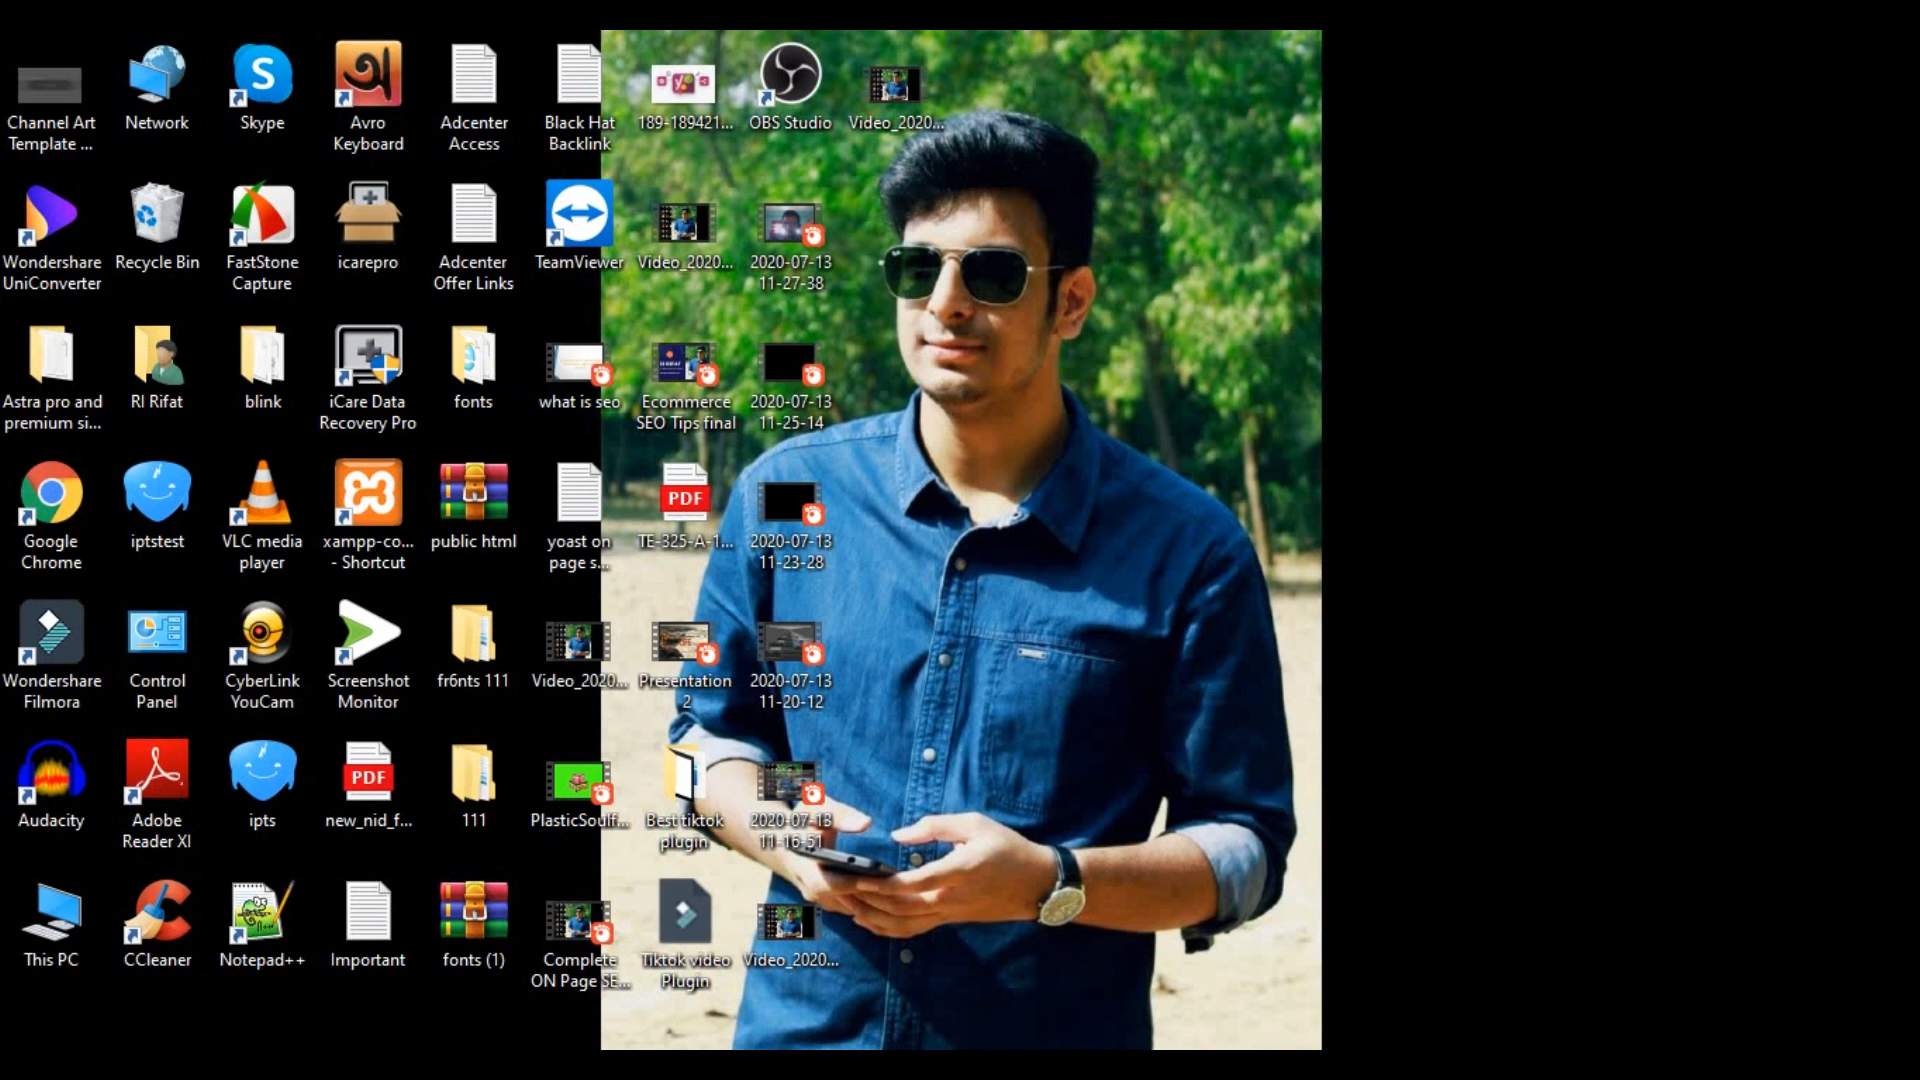 Channel Art
Template ...
Network
Skype
Avro
Keyboard
Adcenter
Access
Black Hat
Backlink
189-189421...
OBS Studio
Video_2020...
Wondershare
UniConverter
Recycle Bin
FastStone
Capture
icarepro
Adcenter
Offer Links
TeamViewer
Video_2020...
2020-07-13
11-27-38
Astra pro and
premium si...
RI Rifat
blink
iCare Data
Recovery Pro
fonts
what is seo
Ecommerce
SEO Tips final
2020-07-13
11-25-14
Google
Chrome
iptstest
VLC media
player
xampp-co...
- Shortcut
public html
yoast on
page s...
PDF
TE-325-A-1...
2020-07-13
11-23-28
Wondershare
Filmora
Control
Panel
CyberLink
YouCam
Screenshot
Monitor
fr6nts 111
Video_2020...
Presentation
2
2020-07-13
11-20-12
Audacity
Adobe
Reader XI
ipts
PDF
new_nid_f...
111
PlasticSoulf...
Best tiktok
plugin
2020-07-13
11-16-51
This PC
CCleaner
Notepad++
Important
fonts (1)
Complete
ON Page SE...
Tiktok video
Plugin
Video_2020...